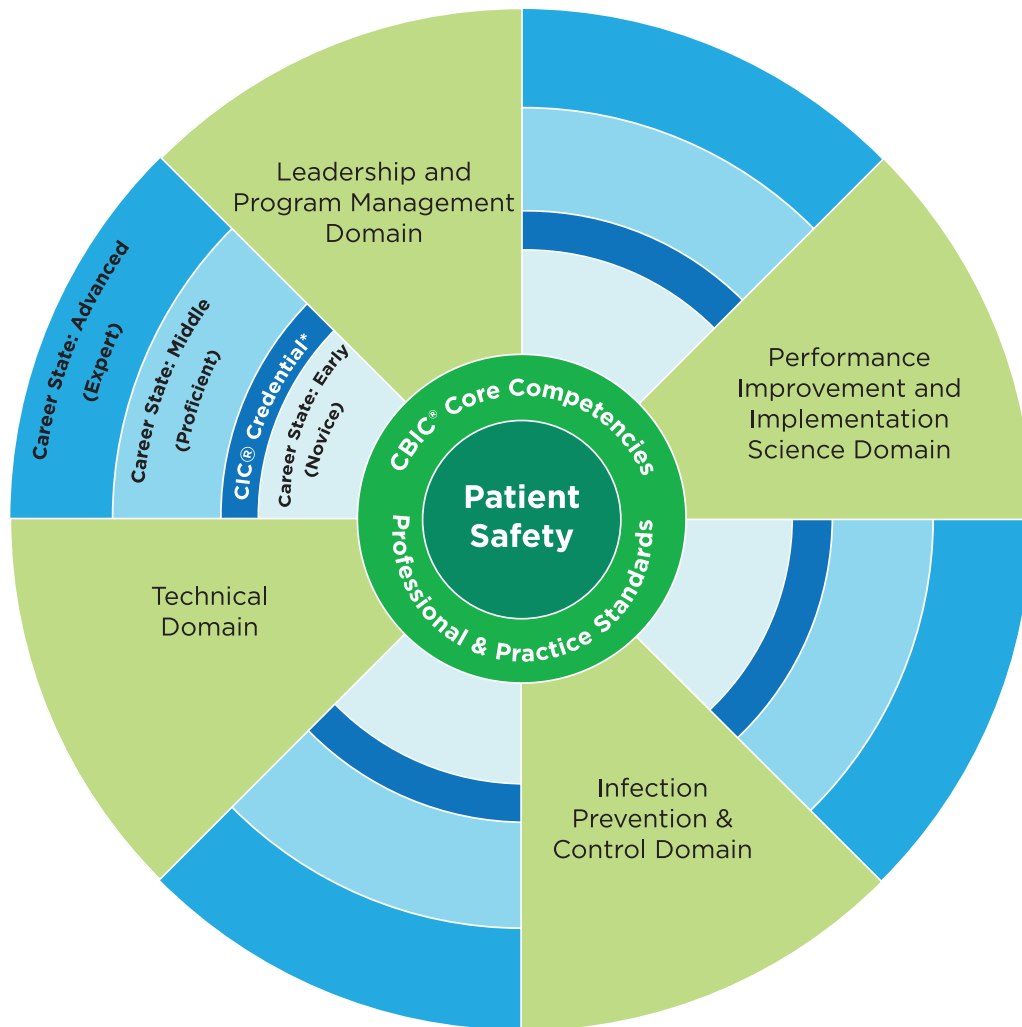 Leadership and
Program Management
Domain
Career State: Advanced
(Expert)
Career State: Middle
(Proficient)
CIC® Credential*
Career State: Early
(Novice)
Performance
Improvement and
Implementation
Science Domain
CBIC® Core Competencies
Patient
Safety
Professional & Practice Standards
Technical
Domain
Infection
Prevention &
Control Domain